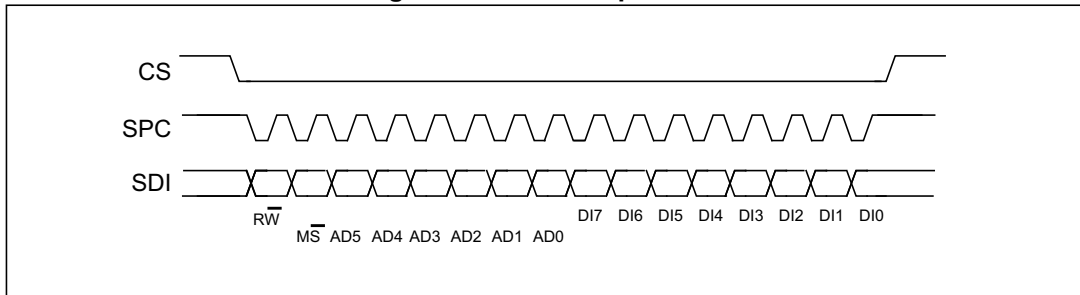 CS
SPC
SDI
RW̅
DI7 DI6 DI5 DI4 DI3 DI2 DI1 DI0
MS̅ AD5 AD4 AD3 AD2 AD1 AD0